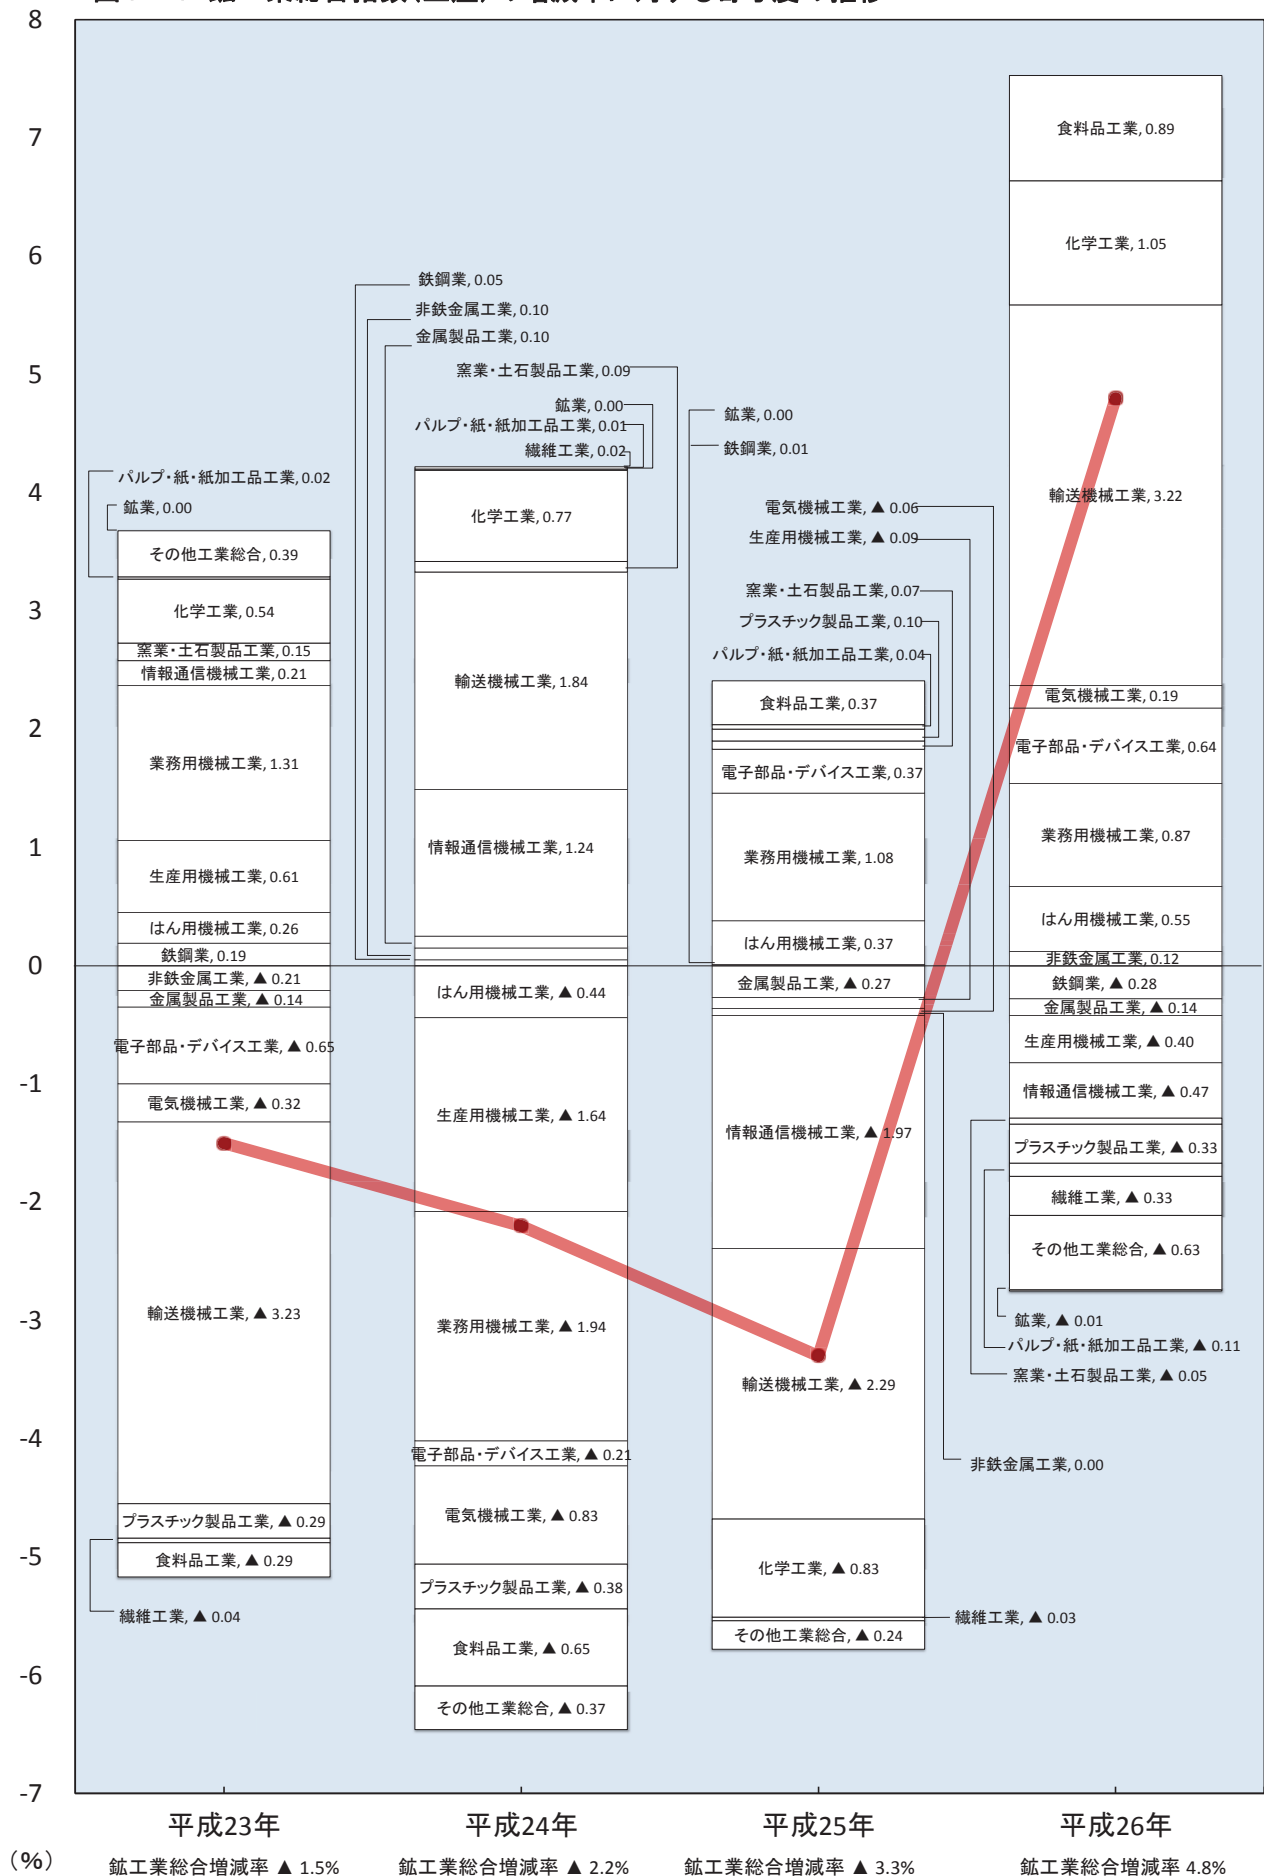 8
7
6
5
4
3
2
1
0
-1
-2
-3
-4
-5
-6
-7
(%)
パルプ・紙・紙加工品工業, 0.02
鉱業, 0.00
その他工業総合, 0.39
化学工業, 0.54
窯業・土石製品工業, 0.15
情報通信機械工業, 0.21
業務用機械工業, 1.31
生産用機械工業, 0.61
はん用機械工業, 0.26
鉄鋼業, 0.19
非鉄金属工業, ▲ 0.21
金属製品工業, ▲ 0.14
電子部品・デバイス工業, ▲ 0.65
電気機械工業, ▲ 0.32
輸送機械工業, ▲ 3.23
プラスチック製品工業, ▲ 0.29
食料品工業, ▲ 0.29
繊維工業, ▲ 0.04
鉄鋼業, 0.05
非鉄金属工業, 0.10
金属製品工業, 0.10
窯業・土石製品工業, 0.09
鉱業, 0.00
パルプ・紙・紙加工品工業, 0.01
繊維工業, 0.02
化学工業, 0.77
輸送機械工業, 1.84
情報通信機械工業, 1.24
はん用機械工業, ▲ 0.44
生産用機械工業, ▲ 1.64
業務用機械工業, ▲ 1.94
電子部品・デバイス工業, ▲ 0.21
電気機械工業, ▲ 0.83
プラスチック製品工業, ▲ 0.38
食料品工業, ▲ 0.65
その他工業総合, ▲ 0.37
鉱業, 0.00
鉄鋼業, 0.01
電気機械工業, ▲ 0.06
生産用機械工業, ▲ 0.09
窯業・土石製品工業, 0.07
プラスチック製品工業, 0.10
パルプ・紙・紙加工品工業, 0.04
食料品工業, 0.37
電子部品・デバイス工業, 0.37
業務用機械工業, 1.08
はん用機械工業, 0.37
金属製品工業, ▲ 0.27
情報通信機械工業, ▲ 1.97
輸送機械工業, ▲ 2.29
非鉄金属工業, 0.00
化学工業, ▲ 0.83
繊維工業, ▲ 0.03
その他工業総合, ▲ 0.24
食料品工業, 0.89
化学工業, 1.05
輸送機械工業, 3.22
電気機械工業, 0.19
電子部品・デバイス工業, 0.64
業務用機械工業, 0.87
はん用機械工業, 0.55
非鉄金属工業, 0.12
鉄鋼業, ▲ 0.28
金属製品工業, ▲ 0.14
生産用機械工業, ▲ 0.40
情報通信機械工業, ▲ 0.47
プラスチック製品工業, ▲ 0.33
繊維工業, ▲ 0.33
その他工業総合, ▲ 0.63
鉱業, ▲ 0.01
パルプ・紙・紙加工品工業, ▲ 0.11
窯業・土石製品工業, ▲ 0.05
平成23年
平成24年
平成25年
平成26年
鉱工業総合増減率 ▲ 1.5%
鉱工業総合増減率 ▲ 2.2%
鉱工業総合増減率 ▲ 3.3%
鉱工業総合増減率 4.8%